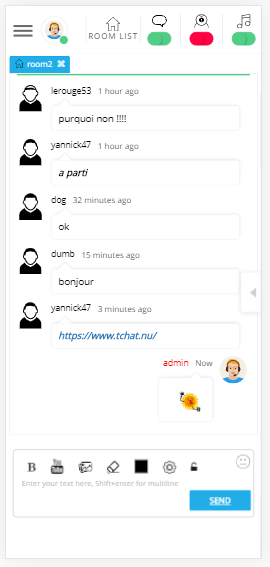 ROOM LIST
room2
lerouge53 1 hour ago
purquoi non !!!!
yannick47 1 hour ago
a parti
dog 32 minutes ago
ok
dumb 15 minutes ago
bonjour
yannick47 3 minutes ago
https://www.tchat.nu/
admin Now
B You Tube
Enter your text here, Shift+enter for multiline
SEND